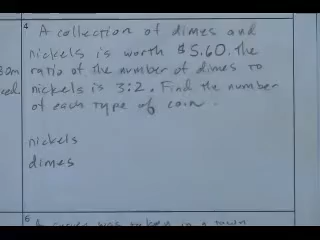 4 A collection of dimes and
nickels is worth $5.60. The
ratio of the number of dimes to
nickels is 3:2. Find the number
of each type of coin.
nickels
dimes